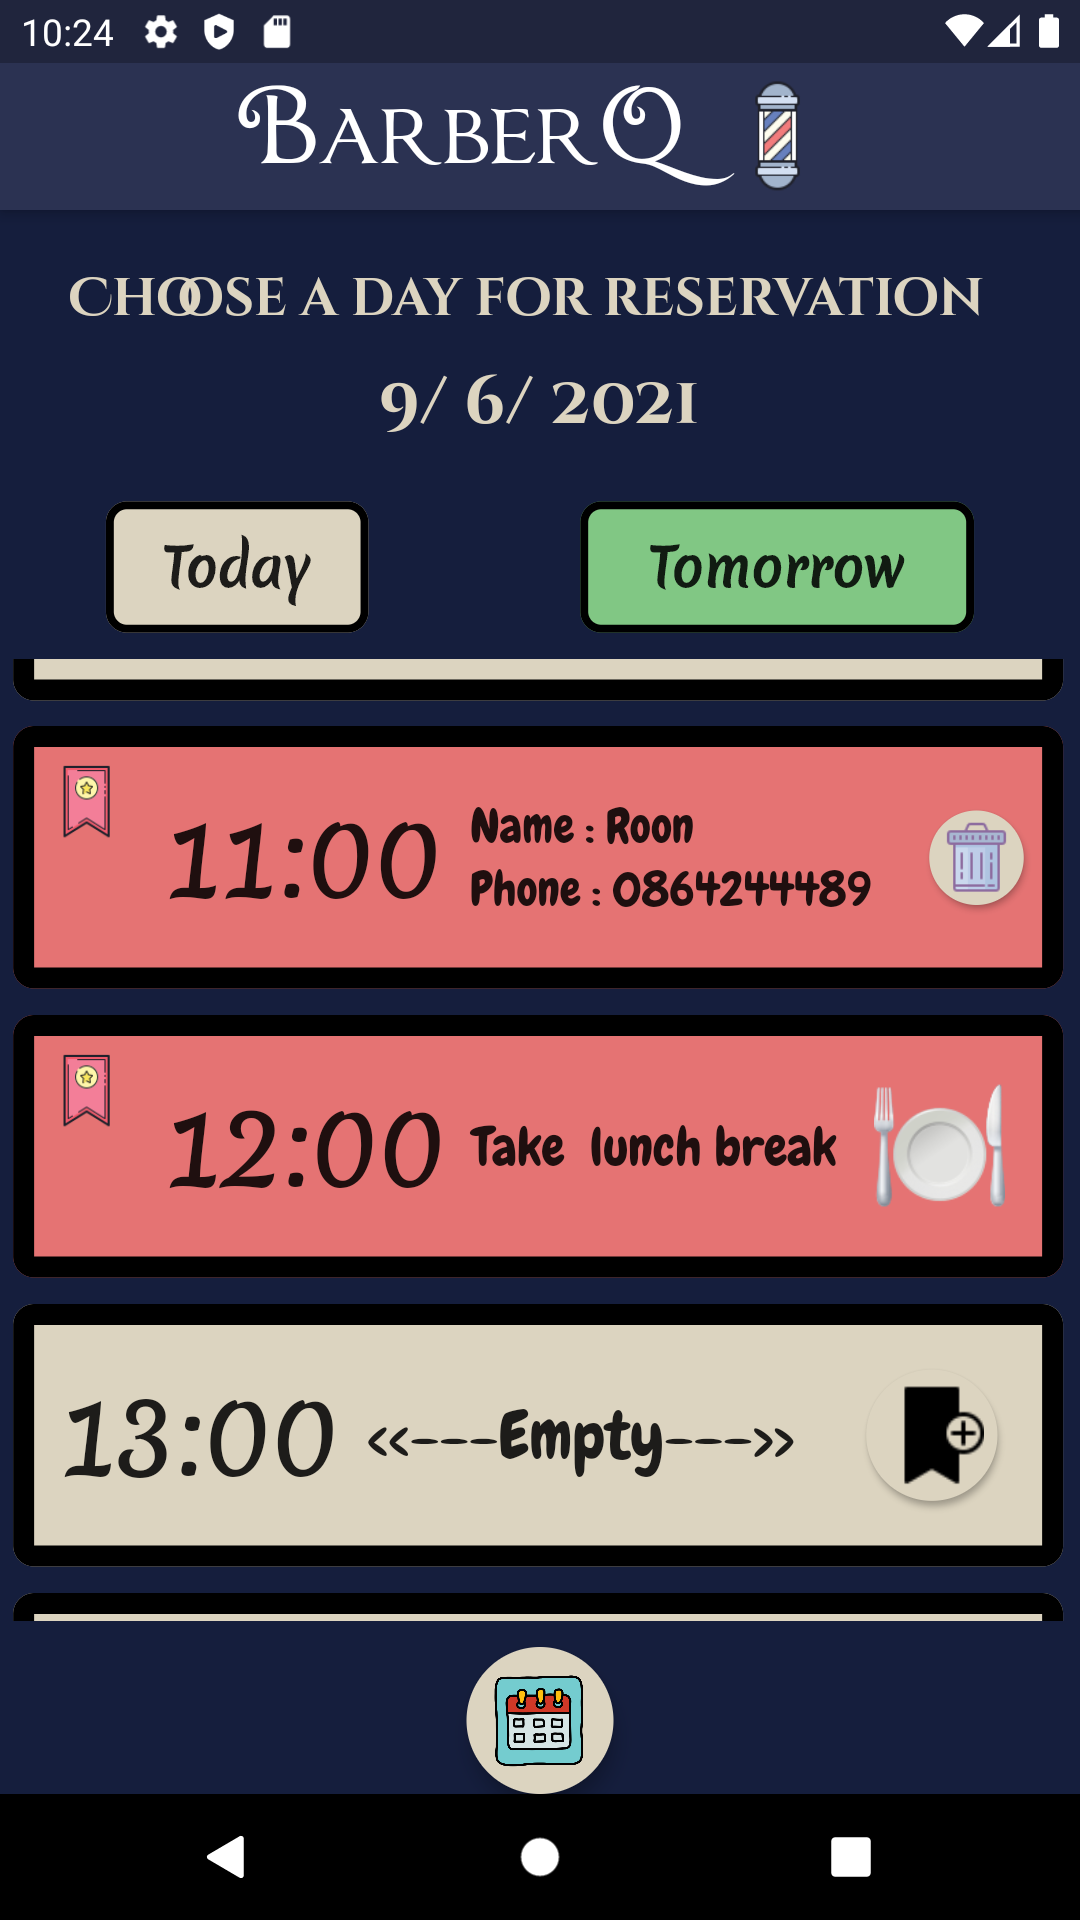 10:24
BarberQ
Choose a day for reservation
9/ 6/ 2021
Today
Tomorrow
11:00
Name : Roon
Phone : 0864244489
12:00
Take lunch break
13:00
<<---Empty--->>